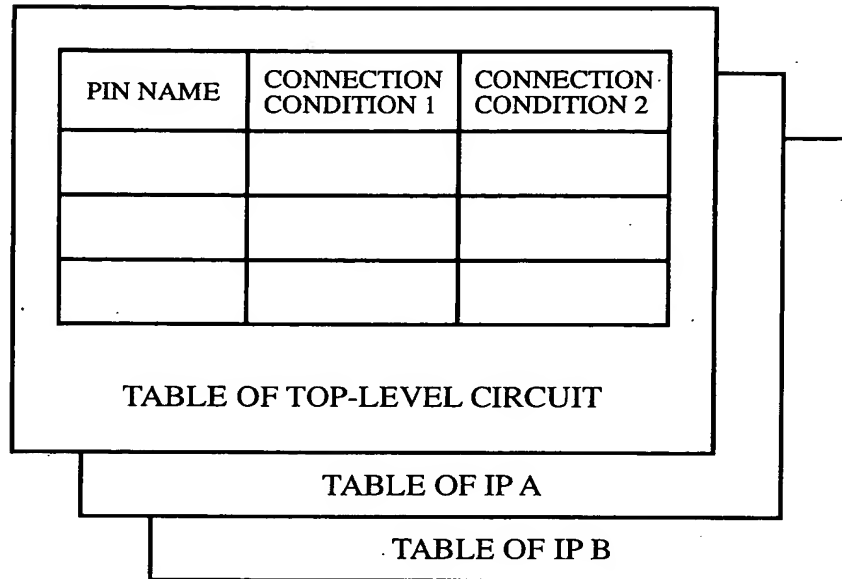 PIN NAME
CONNECTION
CONDITION 1
CONNECTION
CONDITION 2
TABLE OF TOP-LEVEL CIRCUIT
TABLE OF IP A
TABLE OF IP B